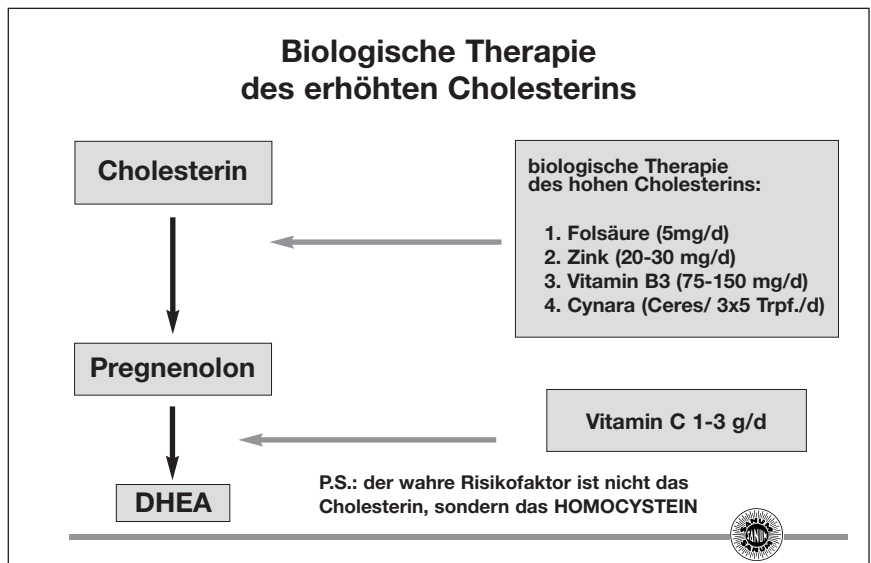 Biologische Therapie
des erhöhten Cholesterins
Cholesterin
biologische Therapie
des hohen Cholesterins:
1. Folsäure (5mg/d)
2. Zink (20-30 mg/d)
3. Vitamin B3 (75-150 mg/d)
4. Cynara (Ceres/ 3x5 Trpf./d)
Pregnenolon
Vitamin C 1-3 g/d
DHEA
P.S.: der wahre Risikofaktor ist nicht das
Cholesterin, sondern das HOMOCYSTEIN
SANUM